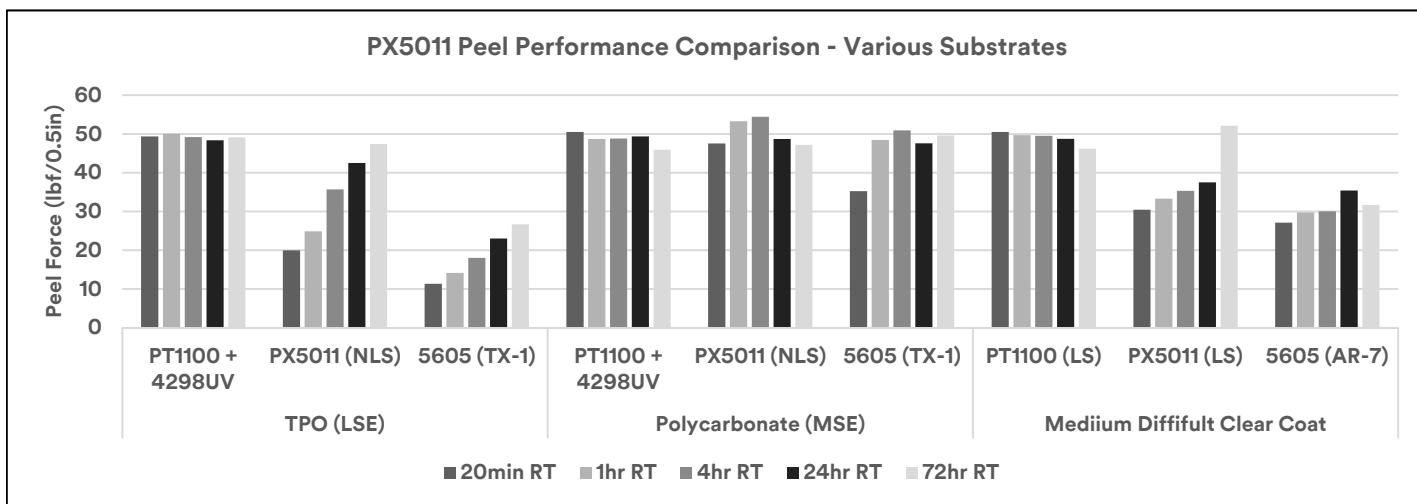 PX5011 Peel Performance Comparison - Various Substrates
Peel Force (lbf/0.5in)
60
50
40
30
20
10
0
PT1100 + 4298UV
PX5011 (NLS)
5605 (TX-1)
PT1100 + 4298UV
PX5011 (NLS)
5605 (TX-1)
PT1100 (LS)
PX5011 (LS)
5605 (AR-7)
TPO (LSE)
Polycarbonate (MSE)
Mediium Diffifult Clear Coat
20min RT
1hr RT
4hr RT
24hr RT
72hr RT